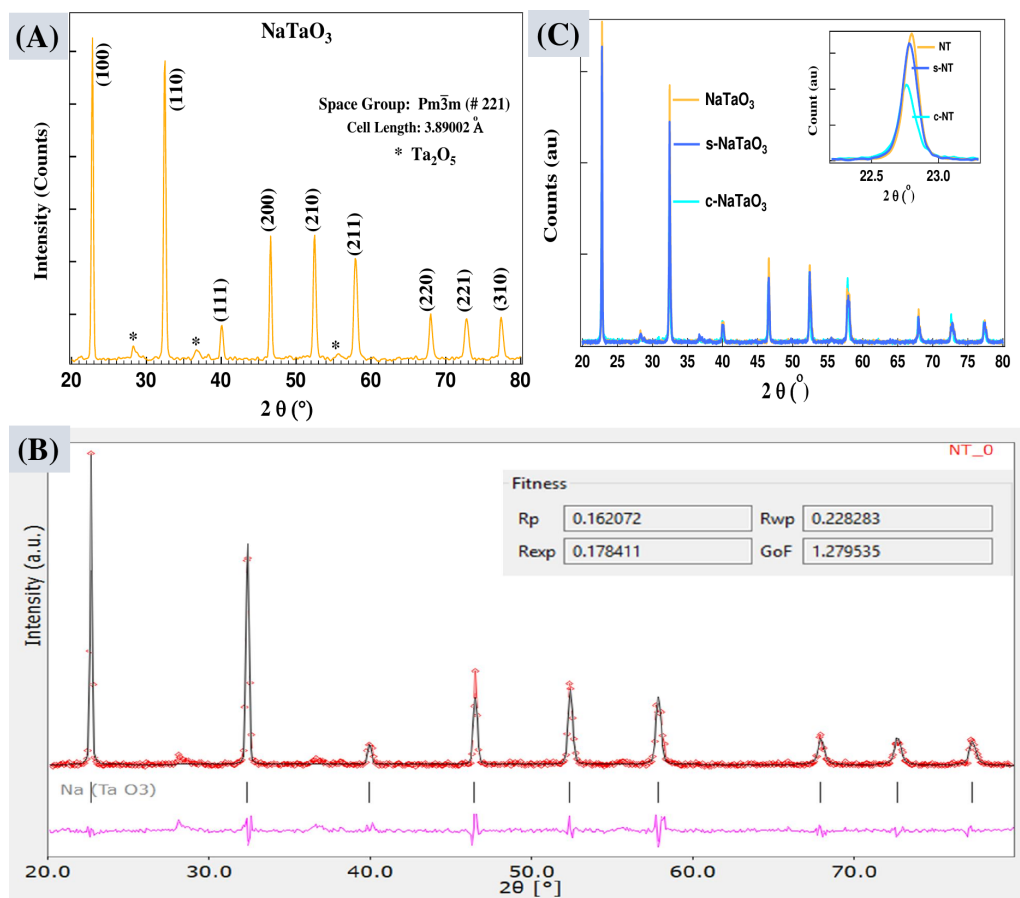 (A)
NaTaO3
(100)
(110)
Space Group: Pm3̅m (# 221)
Cell Length: 3.89002 Å
* Ta2O5
(111)
(200)
(210)
(211)
(220)
(221)
(310)
*
*
*
Intensity (Counts)
20 30 40 50 60 70 80
2 θ (°)
(C)
NaTaO3
s-NaTaO3
c-NaTaO3
Counts (au)
20 25 30 35 40 45 50 55 60 65 70 75 80
2 θ (°)
NT
s-NT
c-NT
Count (au)
22.5 23.0
2 θ (°)
(B)
NT_0
Fitness
Rp 0.162072 Rwp 0.228283
Rexp 0.178411 GoF 1.279535
Intensity (a.u.)
Na (Ta O3)
20.0 30.0 40.0 50.0 60.0 70.0
2θ [°]